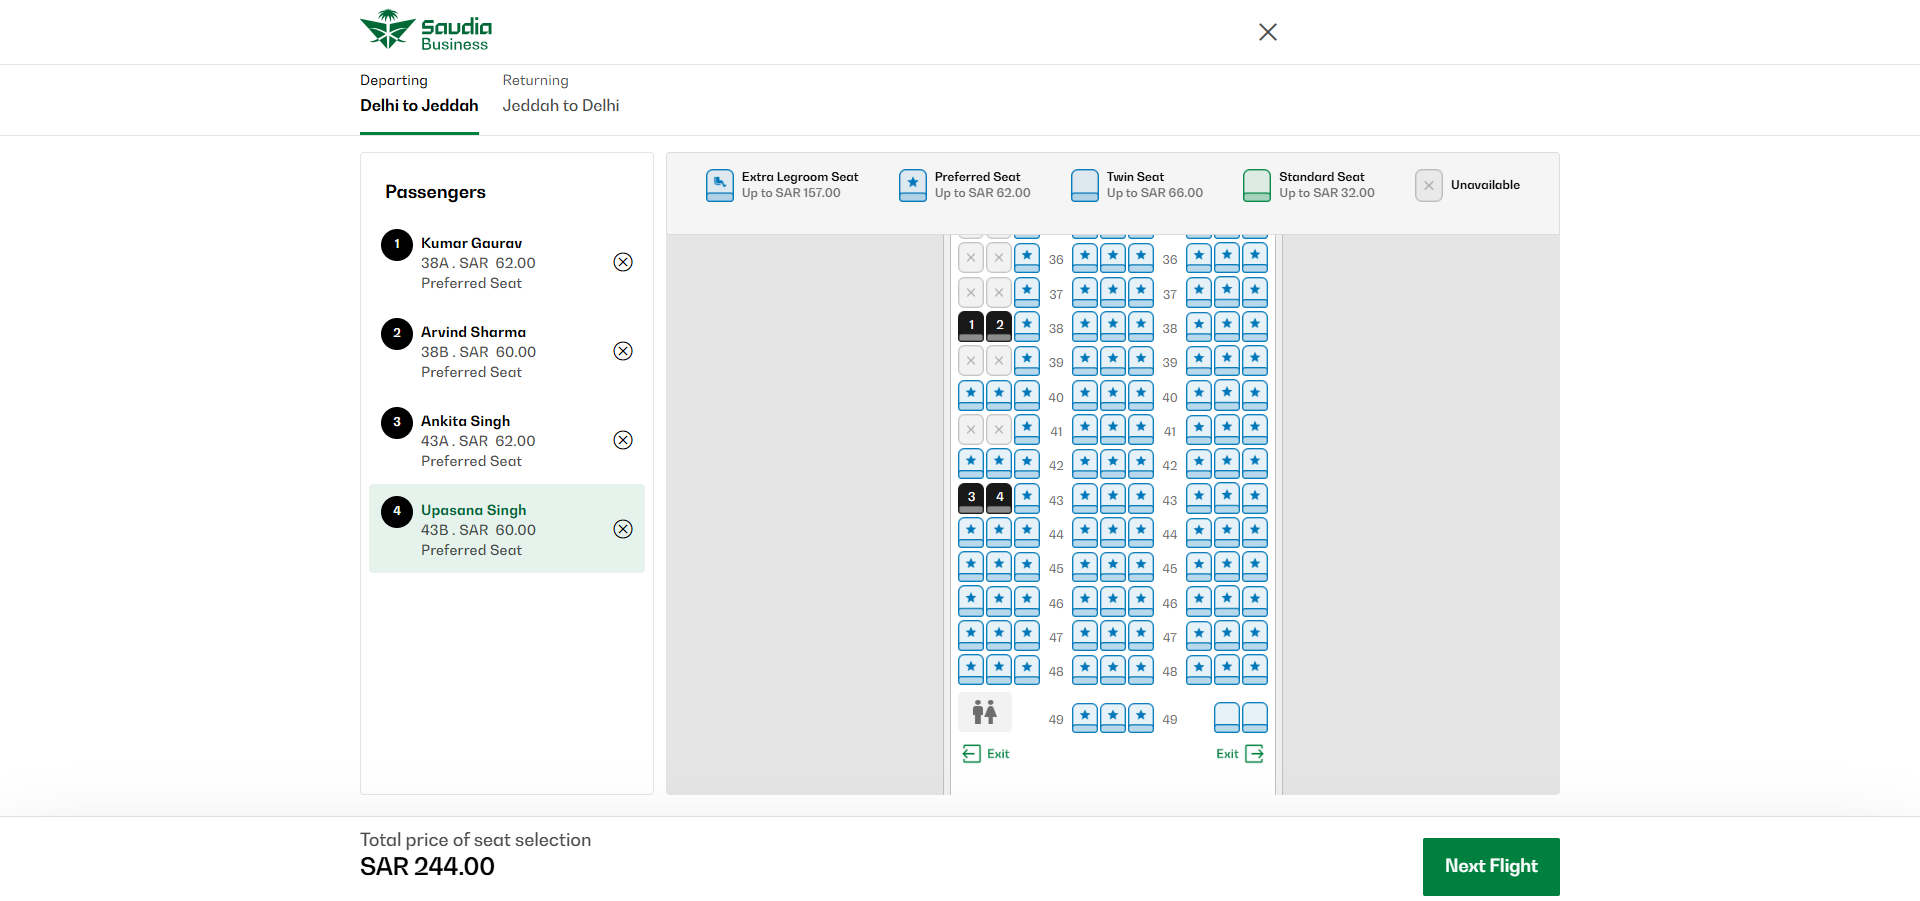 Saudia
Business
Departing
Delhi to Jeddah
Returning
Jeddah to Delhi
Passengers
1
Kumar Gaurav
38A . SAR 62.00
Preferred Seat
2
Arvind Sharma
38B . SAR 60.00
Preferred Seat
3
Ankita Singh
43A . SAR 62.00
Preferred Seat
4
Upasana Singh
43B . SAR 60.00
Preferred Seat
Extra Legroom Seat
Up to SAR 157.00
Preferred Seat
Up to SAR 62.00
Twin Seat
Up to SAR 66.00
Standard Seat
Up to SAR 32.00
Unavailable
36 36
37 37
1 2 38 38
39 39
40 40
41 41
42 42
3 4 43 43
44 44
45 45
46 46
47 47
48 48
49 49
Exit Exit
Total price of seat selection
SAR 244.00
Next Flight